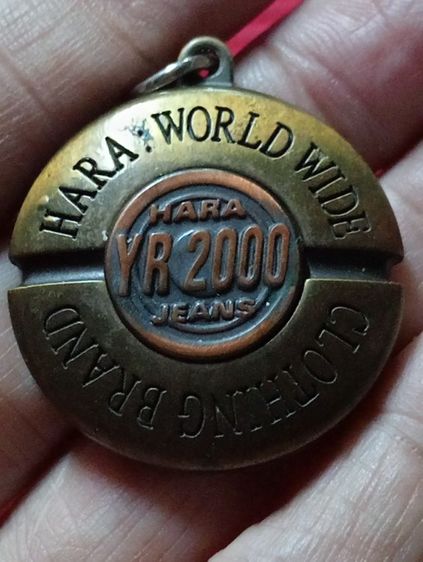 HARA WORLD WIDE
HARA
YR 2000
JEANS
CLOTHING BRAND